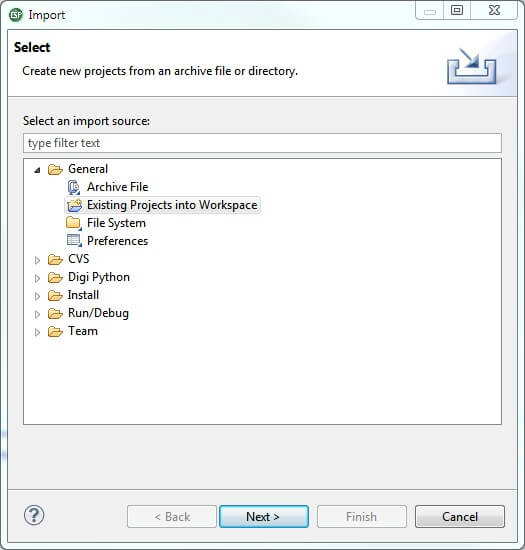 ESP Import
Select
Create new projects from an archive file or directory.
Select an import source:
type filter text
General
Archive File
Existing Projects into Workspace
File System
Preferences
CVS
Digi Python
Install
Run/Debug
Team
? < Back Next > Finish Cancel